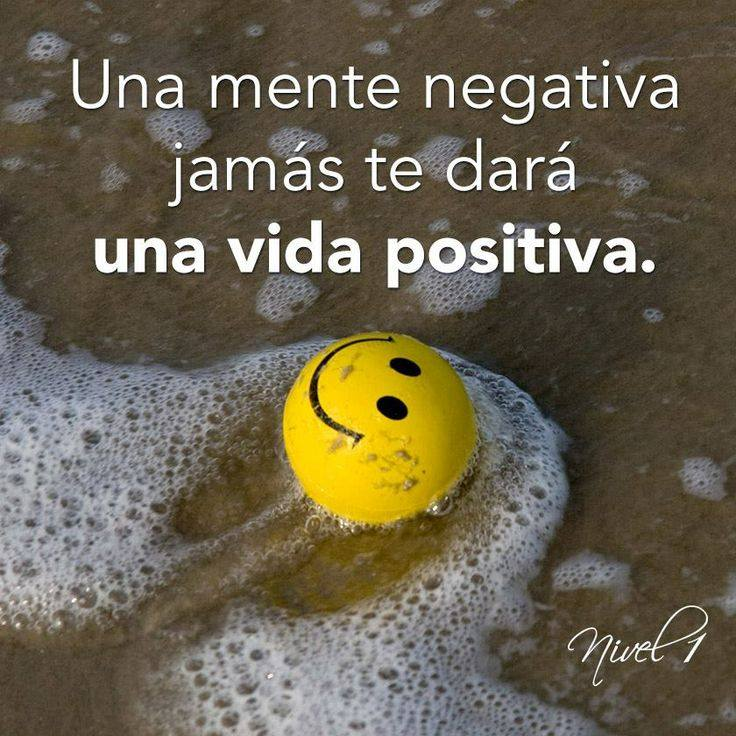 Una mente negativa
jamás te dará
una vida positiva.
Nivel 1